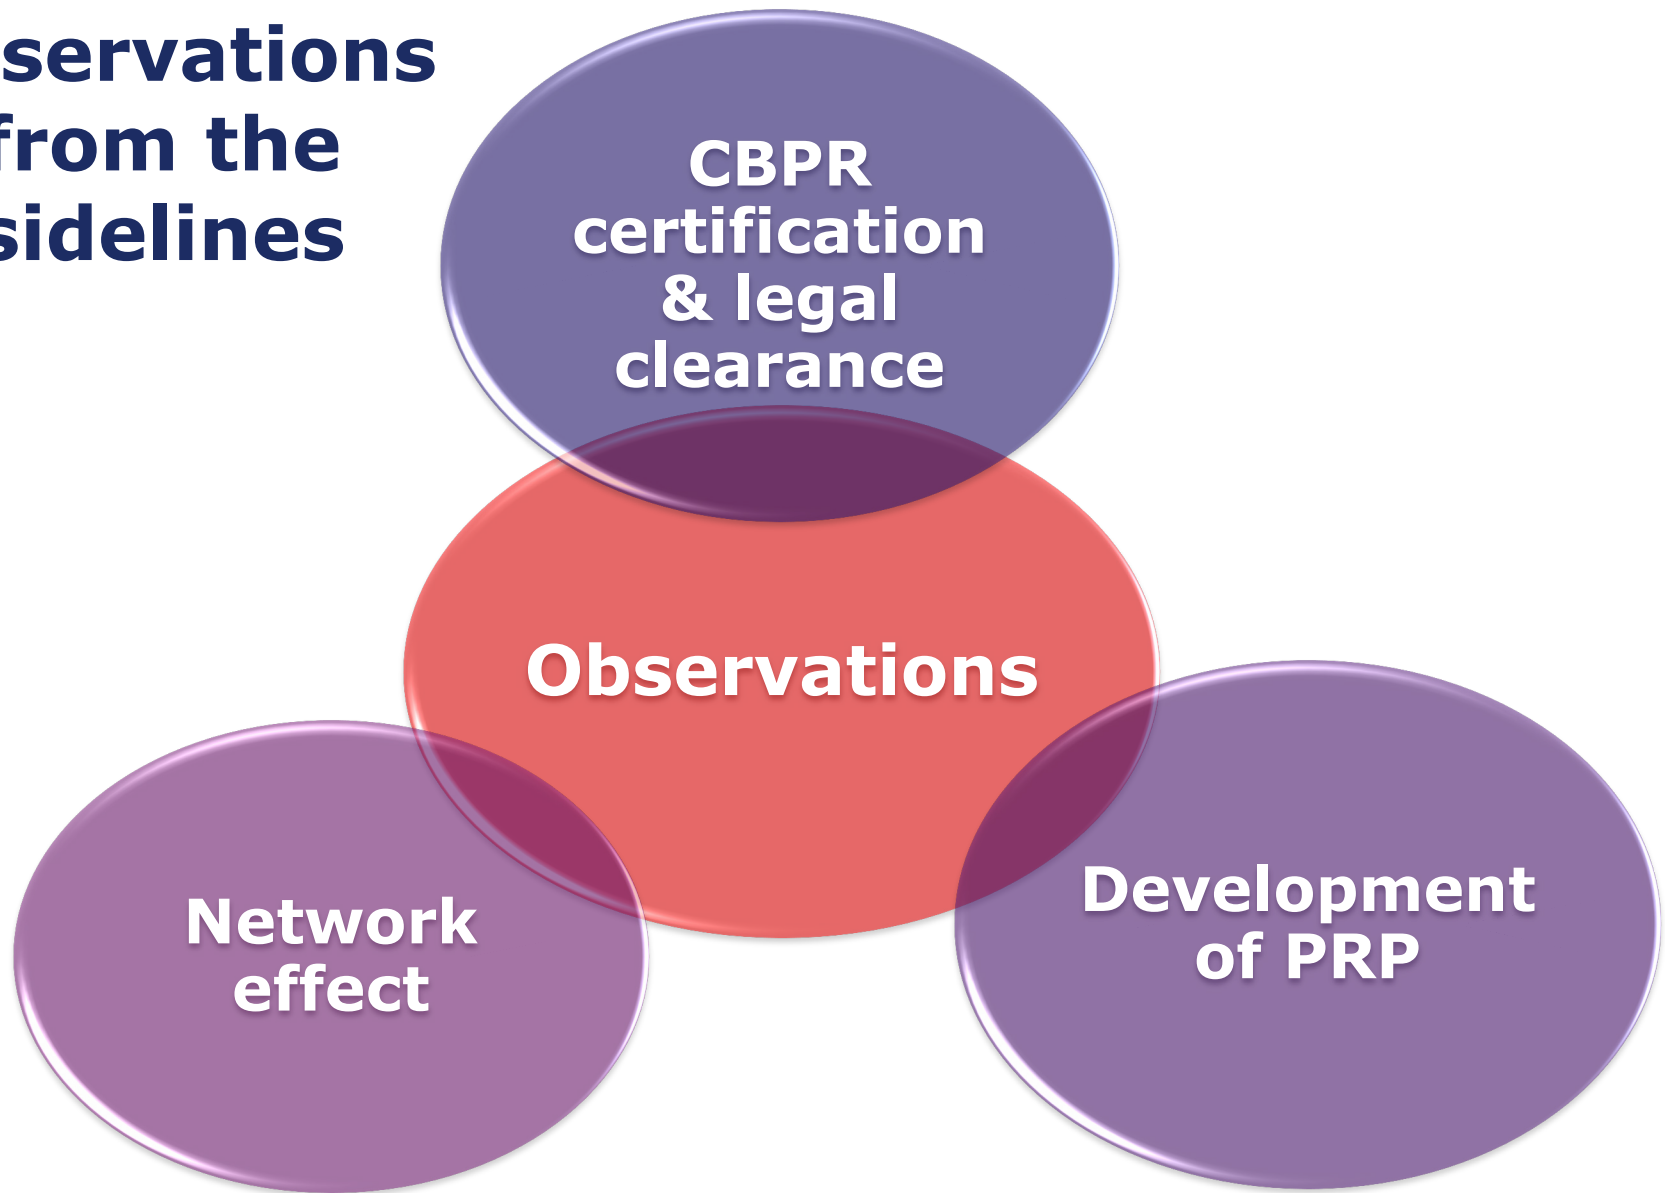 servations
from the
sidelines
CBPR
certification
& legal
clearance
Observations
Network
effect
Development
of PRP